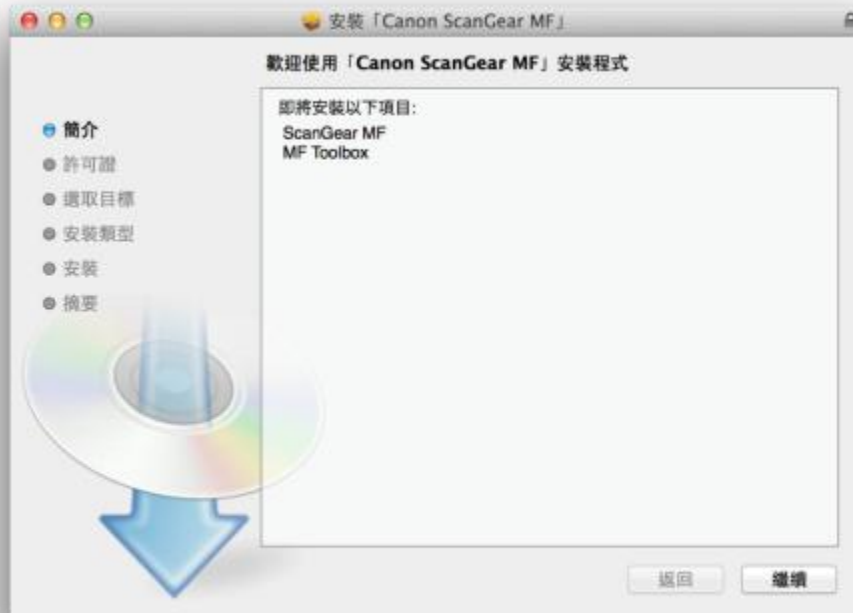 安裝「Canon ScanGear MF」
歡迎使用「Canon ScanGear MF」安裝程式
簡介
許可證
選取目標
安裝類型
安裝
摘要
即將安裝以下項目:
ScanGear MF
MF Toolbox
返回
繼續